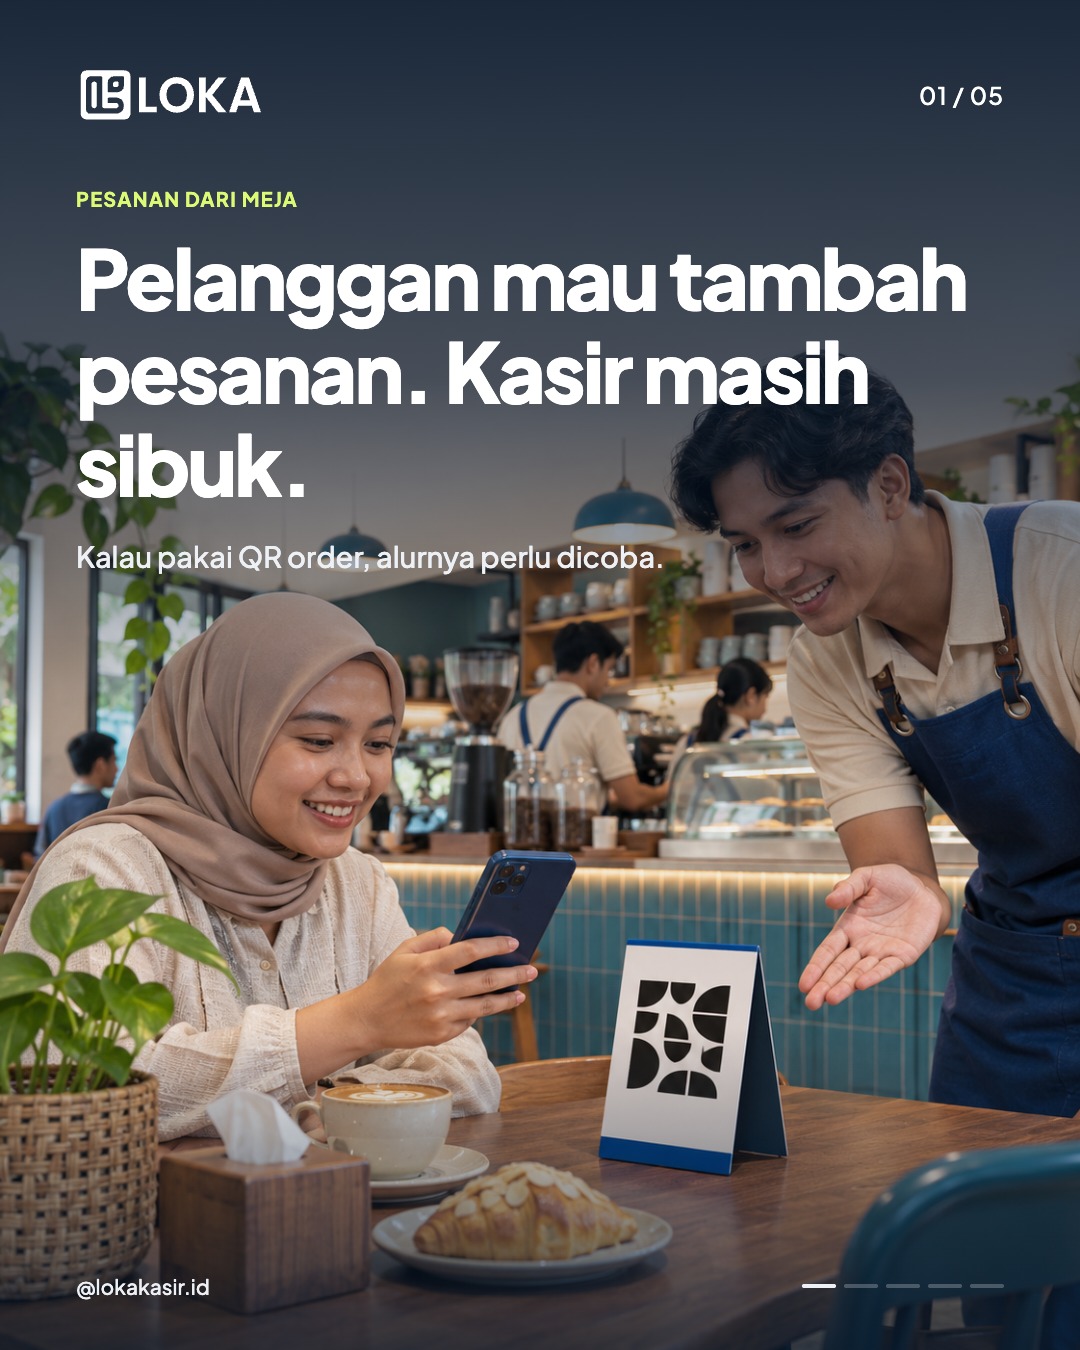 LOKA
01 / 05
PESANAN DARI MEJA
Pelanggan mau tambah
pesanan. Kasir masih
sibuk.
Kalau pakai QR order, alurnya perlu dicoba.
@lokakasir.id